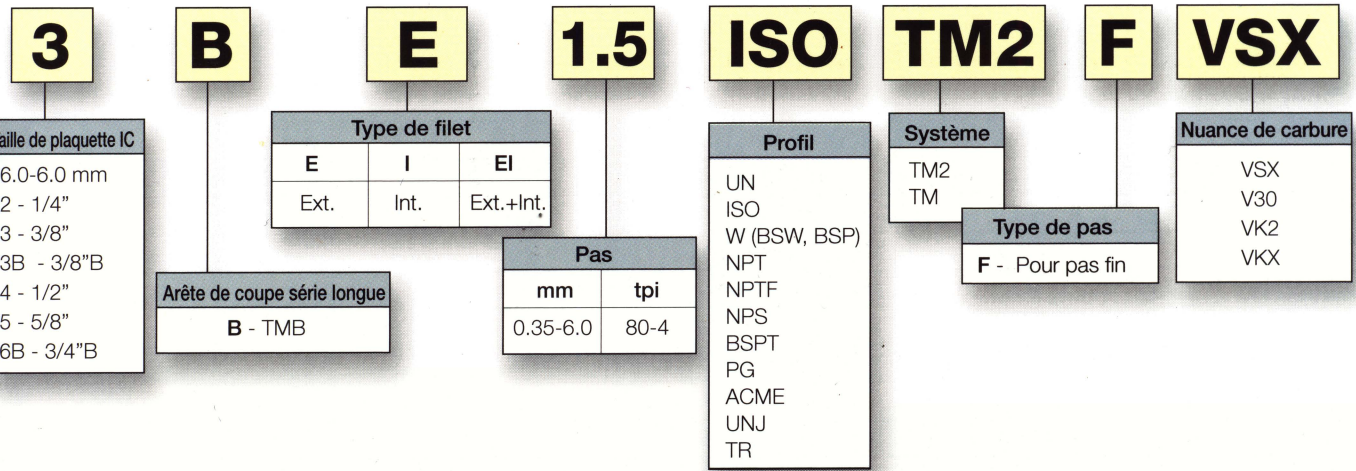 3 B E 1.5 ISO TM2 F VSX
aille de plaquette IC
6.0-6.0 mm
2 - 1/4”
3 - 3/8”
3B - 3/8”B
4 - 1/2”
5 - 5/8”
6B - 3/4”B
Arête de coupe série longue
B - TMB
Type de filet
E I EI
Ext. Int. Ext.+Int.
Pas
mm tpi
0.35-6.0 80-4
Profil
UN
ISO
W (BSW, BSP)
NPT
NPTF
NPS
BSPT
PG
ACME
UNJ
TR
Système
TM2
TM
Type de pas
F - Pour pas fin
Nuance de carbure
VSX
V30
VK2
VKX